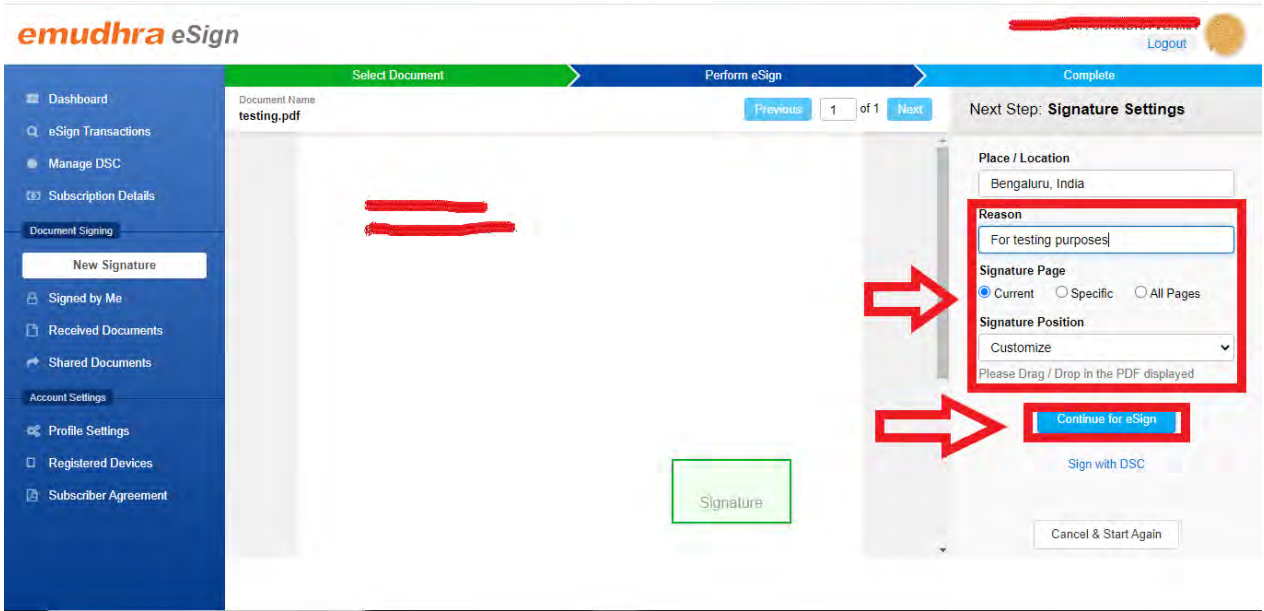 emudhra eSign
Logout
Select Document
Perform eSign
Complete
Dashboard
eSign Transactions
Manage DSC
Subscription Details
Document Signing
New Signature
Signed by Me
Received Documents
Shared Documents
Account Settings
Profile Settings
Registered Devices
Subscriber Agreement
Document Name
testing.pdf
Previous 1 of 1 Next
Signature
Next Step: Signature Settings
Place / Location
Bengaluru, India
Reason
For testing purposes
Signature Page
Current Specific All Pages
Signature Position
Customize
Please Drag / Drop in the PDF displayed
Continue for eSign
Sign with DSC
Cancel & Start Again